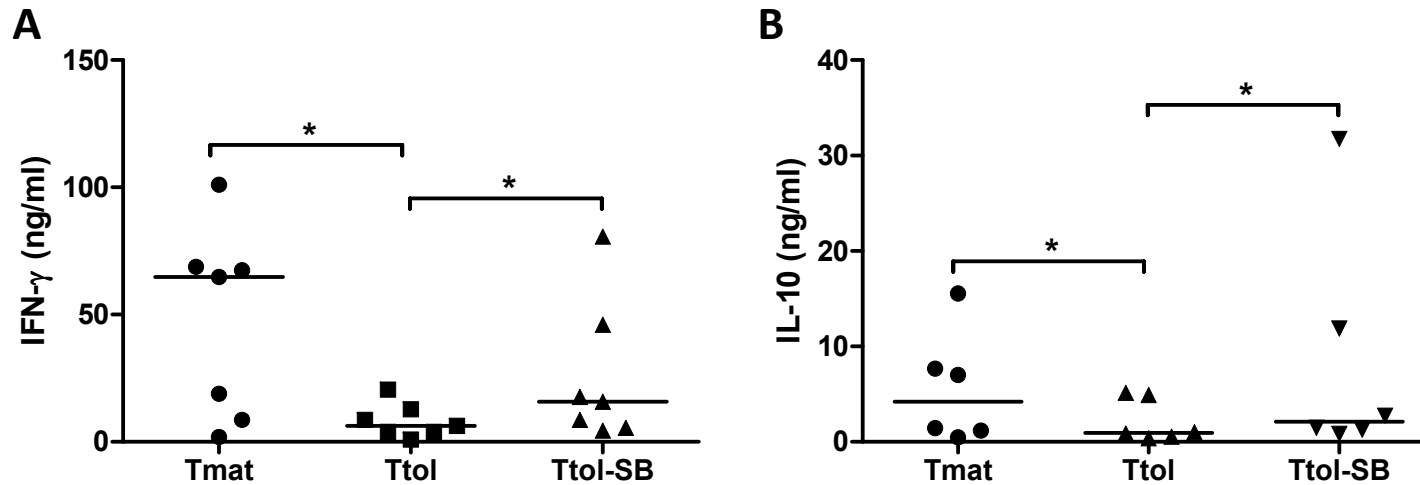 A
IFN-γ (ng/ml)
150
100
50
0
*
*
Tmat
Ttol
Ttol-SB
B
IL-10 (ng/ml)
40
30
20
10
0
*
*
Tmat
Ttol
Ttol-SB